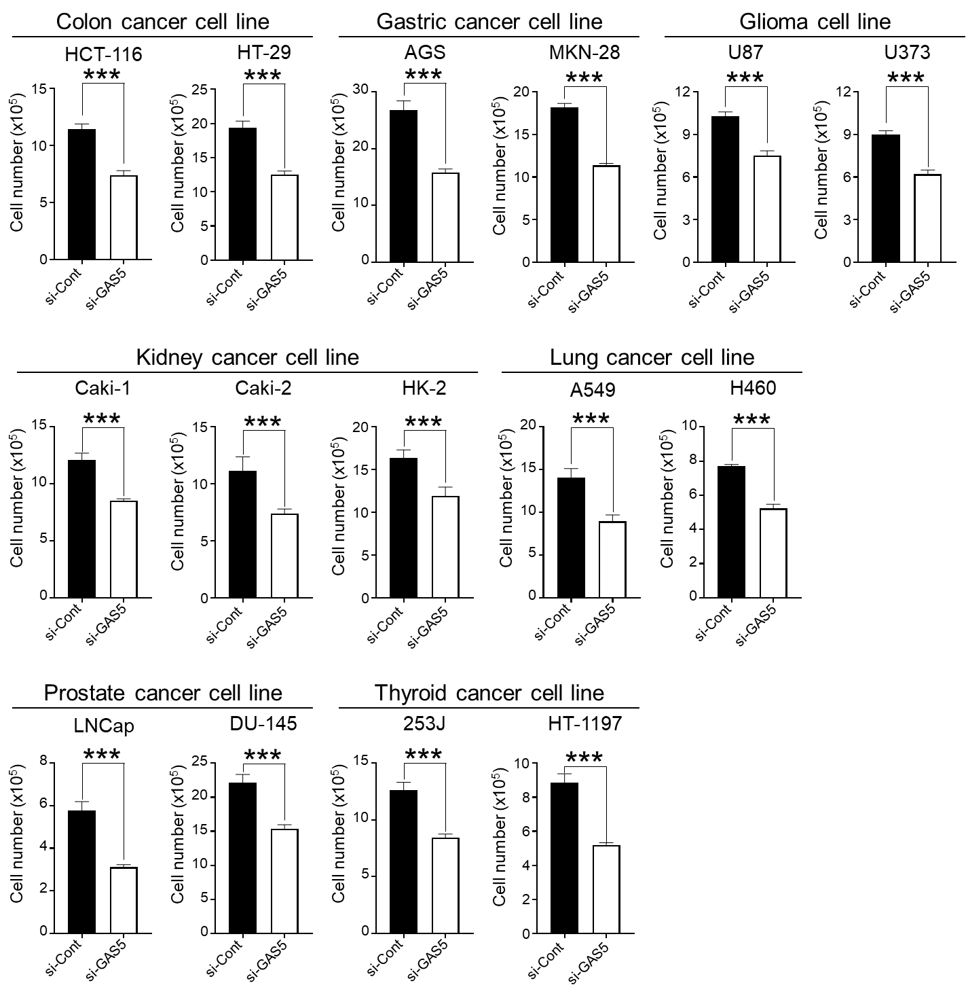 Colon cancer cell line Gastric cancer cell line Glioma cell line
HCT-116 HT-29 AGS MKN-28 U87 U373
*** *** *** *** *** ***
Cell number (x10⁵)
15
10
5
0
si-Cont si-GAS5
Cell number (x10⁵)
25
20
15
10
5
0
si-Cont si-GAS5
Cell number (x10⁵)
30
20
10
0
si-Cont si-GAS5
Cell number (x10⁵)
20
15
10
5
0
si-Cont si-GAS5
Cell number (x10⁵)
12
9
6
3
0
si-Cont si-GAS5
Cell number (x10⁵)
12
9
6
3
0
si-Cont si-GAS5
Kidney cancer cell line Lung cancer cell line
Caki-1 Caki-2 HK-2 A549 H460
*** *** *** *** ***
Cell number (x10⁵)
15
10
5
0
si-Cont si-GAS5
Cell number (x10⁵)
15
10
5
0
si-Cont si-GAS5
Cell number (x10⁵)
20
15
10
5
0
si-Cont si-GAS5
Cell number (x10⁵)
20
15
10
5
0
si-Cont si-GAS5
Cell number (x10⁵)
10
8
6
4
2
0
si-Cont si-GAS5
Prostate cancer cell line Thyroid cancer cell line
LNCap DU-145 253J HT-1197
*** *** *** ***
Cell number (x10⁵)
8
6
4
2
0
si-Cont si-GAS5
Cell number (x10⁵)
25
20
15
10
5
0
si-Cont si-GAS5
Cell number (x10⁵)
15
10
5
0
si-Cont si-GAS5
Cell number (x10⁵)
10
8
6
4
2
0
si-Cont si-GAS5